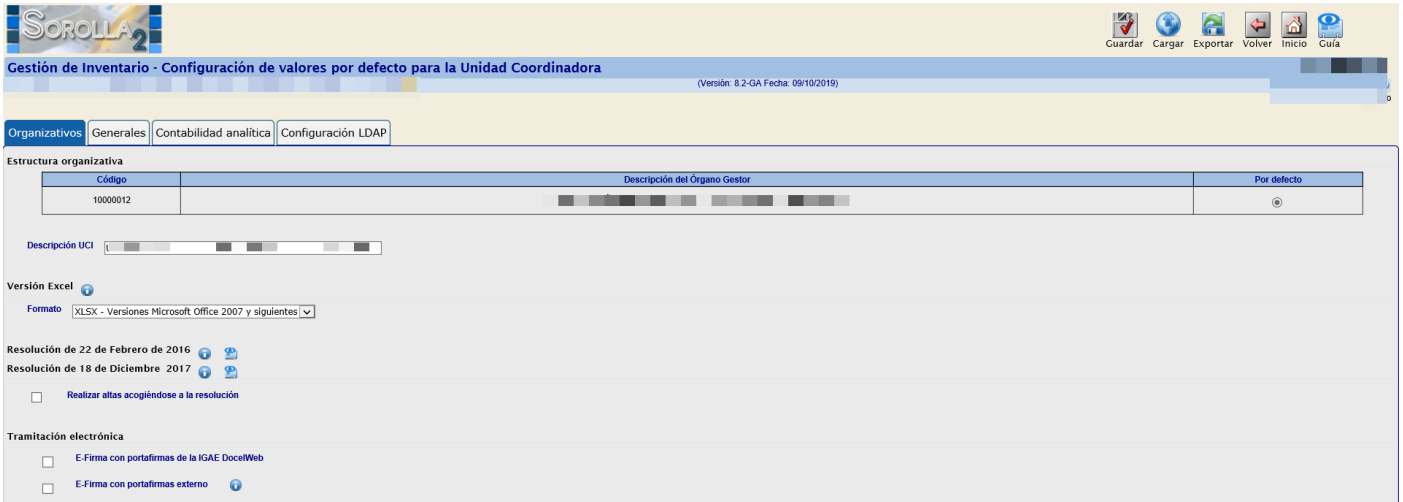 SOROLLA2
Guardar Cargar Exportar Volver Inicio Guía
Gestión de Inventario - Configuración de valores por defecto para la Unidad Coordinadora
(Versión: 8.2-GA Fecha: 09/10/2019)
Organizativos Generales Contabilidad analítica Configuración LDAP
Estructura organizativa
Código Descripción del Órgano Gestor Por defecto
10000012
Descripción UCI
Versión Excel
Formato XLSX - Versiones Microsoft Office 2007 y siguientes
Resolución de 22 de Febrero de 2016
Resolución de 18 de Diciembre 2017
Realizar altas acogiéndose a la resolución
Tramitación electrónica
E-Firma con portafirmas de la IGAE DocelWeb
E-Firma con portafirmas externo